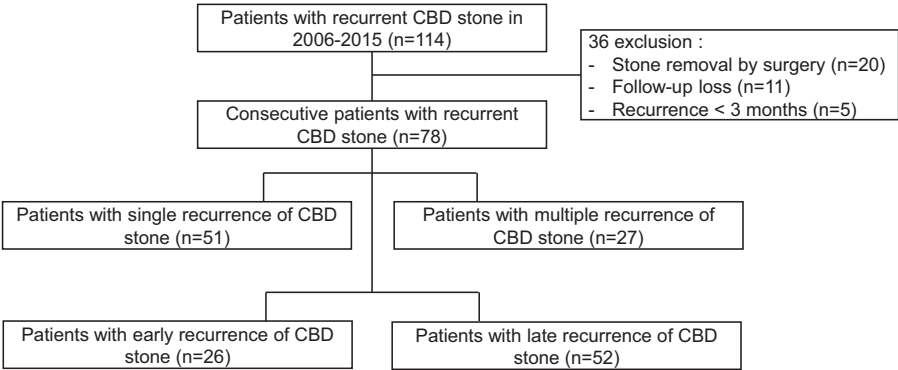 Patients with recurrent CBD stone in
2006-2015 (n=114)
36 exclusion :
- Stone removal by surgery (n=20)
- Follow-up loss (n=11)
- Recurrence < 3 months (n=5)
Consecutive patients with recurrent
CBD stone (n=78)
Patients with single recurrence of CBD
stone (n=51)
Patients with multiple recurrence of
CBD stone (n=27)
Patients with early recurrence of CBD
stone (n=26)
Patients with late recurrence of CBD
stone (n=52)